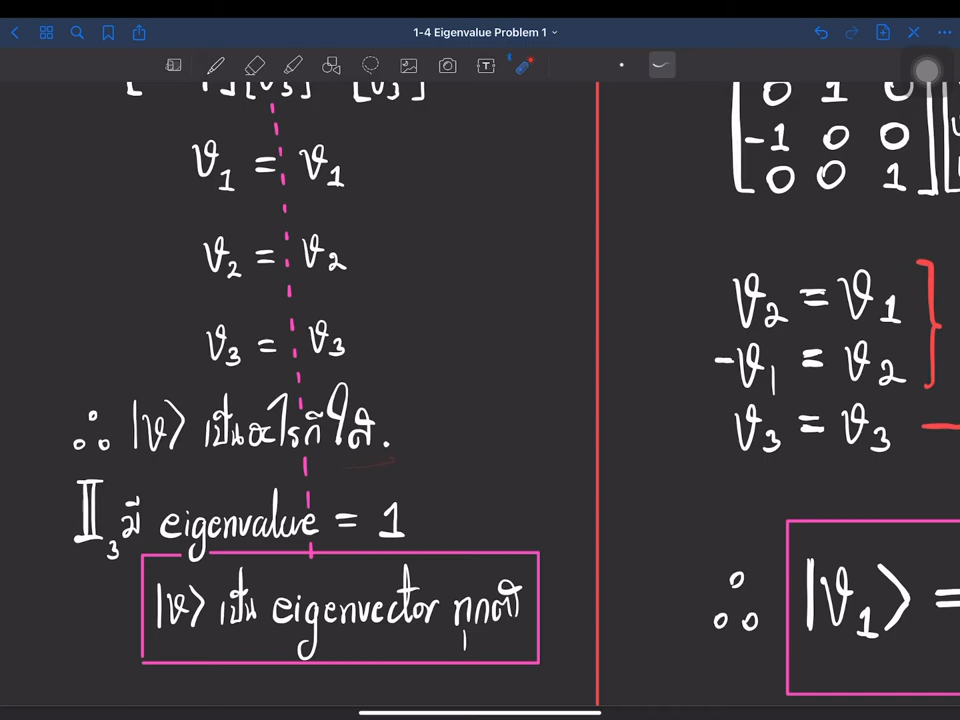 1-4 Eigenvalue Problem 1
v₁ = v₁
v₂ = v₂
v₃ = v₃
∴ |v⟩ เป็นอะไรก็ได้.
𝕀₃ มี eigenvalue = 1
|v⟩ เป็น eigenvector ทุกตัว
0 1 0
-1 0 0
0 0 1
v₂ = v₁
-v₁ = v₂
v₃ = v₃
∴ |v₁⟩ =